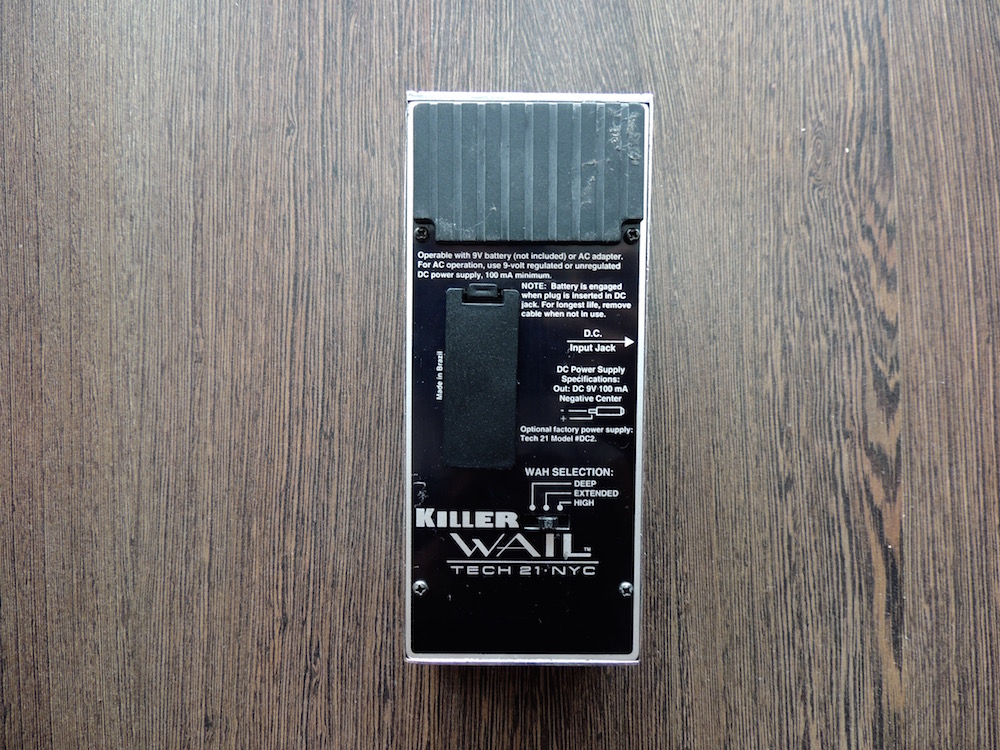 Operable with 9V battery (not included) or AC adapter.
For AC operation, use 9-volt regulated or unregulated
DC power supply, 100 mA minimum.
NOTE: Battery is engaged
when plug is inserted in DC
jack. For longest life, remove
cable when not in use.
D.C.
Input Jack
Made in Brazil
DC Power Supply
Specifications:
Out: DC 9V 100 mA
Negative Center
-
+
Optional factory power supply:
Tech 21 Model #DC2.
WAH SELECTION:
DEEP
EXTENDED
HIGH
KILLER
WAIL™
TECH 21·NYC